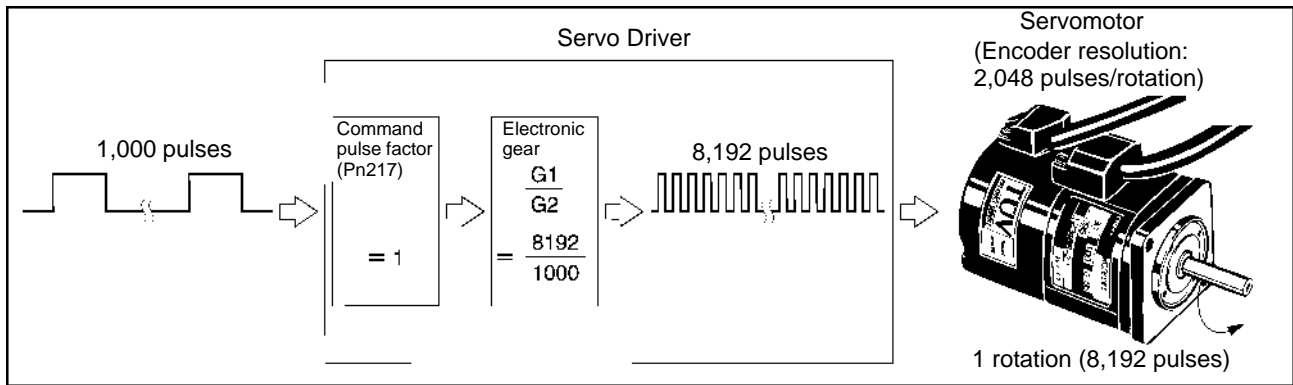 Servo Driver
Servomotor
(Encoder resolution:
2,048 pulses/rotation)
1,000 pulses
Command
pulse factor
(Pn217)
= 1
Electronic
gear
G1
G2
= 8192
1000
8,192 pulses
TUV
1 rotation (8,192 pulses)